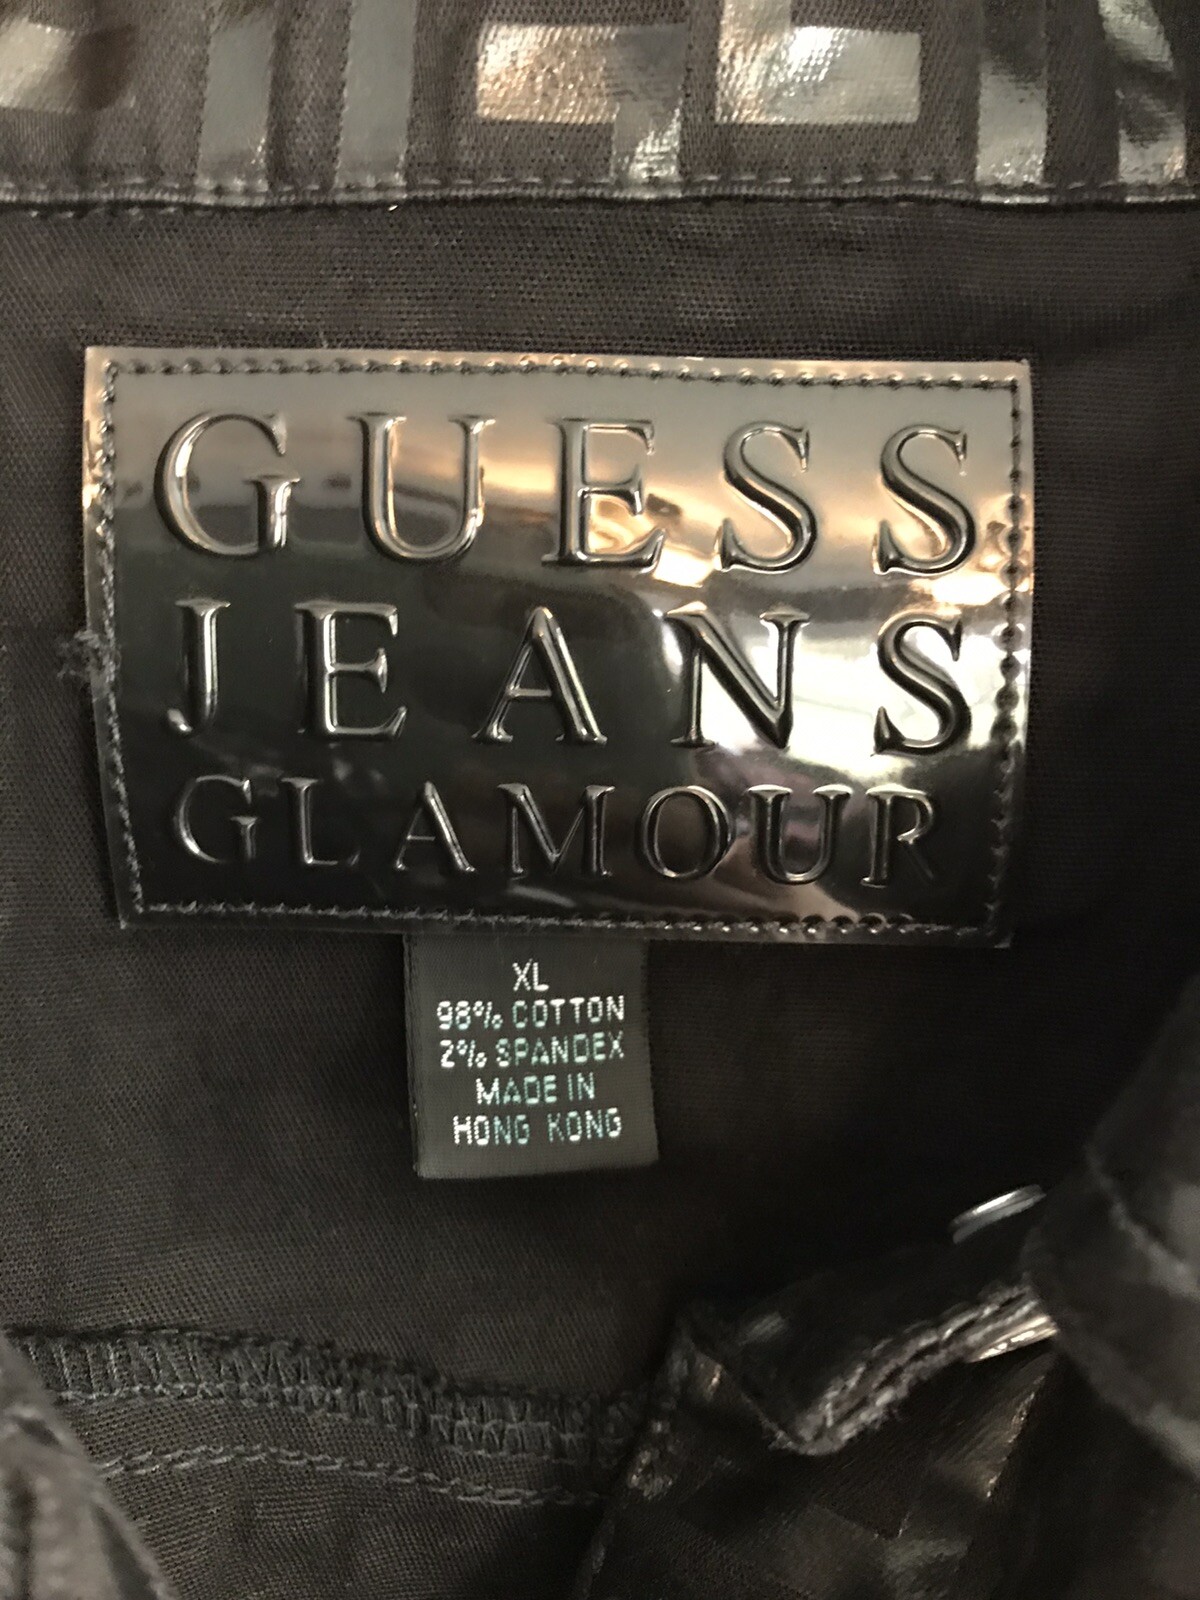 GUESS
JEANS
GLAMOUR
XL
98% COTTON
2% SPANDEX
MADE IN
HONG KONG